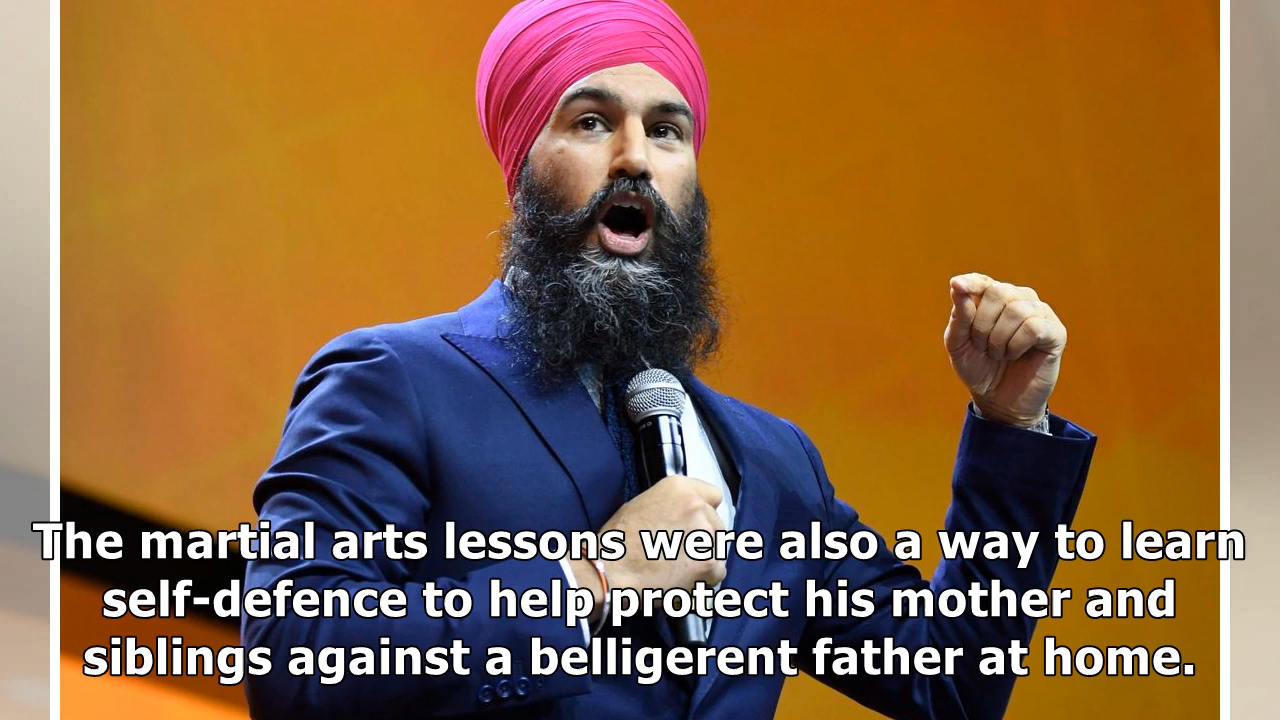 The martial arts lessons were also a way to learn
self-defence to help protect his mother and
siblings against a belligerent father at home.